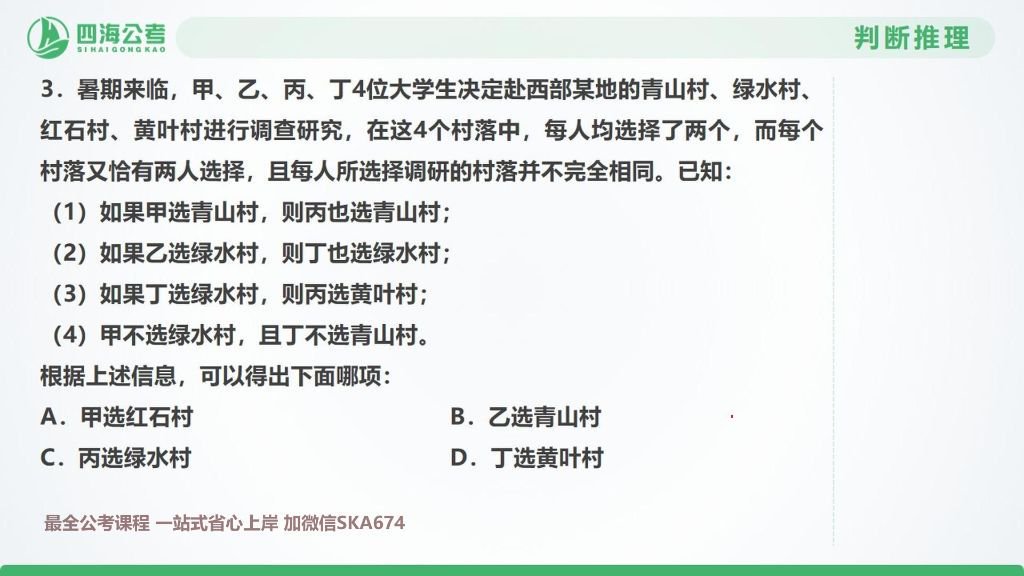 四海公考
SIHAIGONGKAO
判断推理
3. 暑期来临，甲、乙、丙、丁4位大学生决定赴西部某地的青山村、绿水村、
红石村、黄叶村进行调查研究，在这4个村落中，每人均选择了两个，而每个
村落又恰有两人选择，且每人所选择调研的村落并不完全相同。已知：
（1）如果甲选青山村，则丙也选青山村；
（2）如果乙选绿水村，则丁也选绿水村；
（3）如果丁选绿水村，则丙选黄叶村；
（4）甲不选绿水村，且丁不选青山村。
根据上述信息，可以得出下面哪项：
A. 甲选红石村 B. 乙选青山村
C. 丙选绿水村 D. 丁选黄叶村
最全公考课程 一站式省心上岸 加微信SKA674